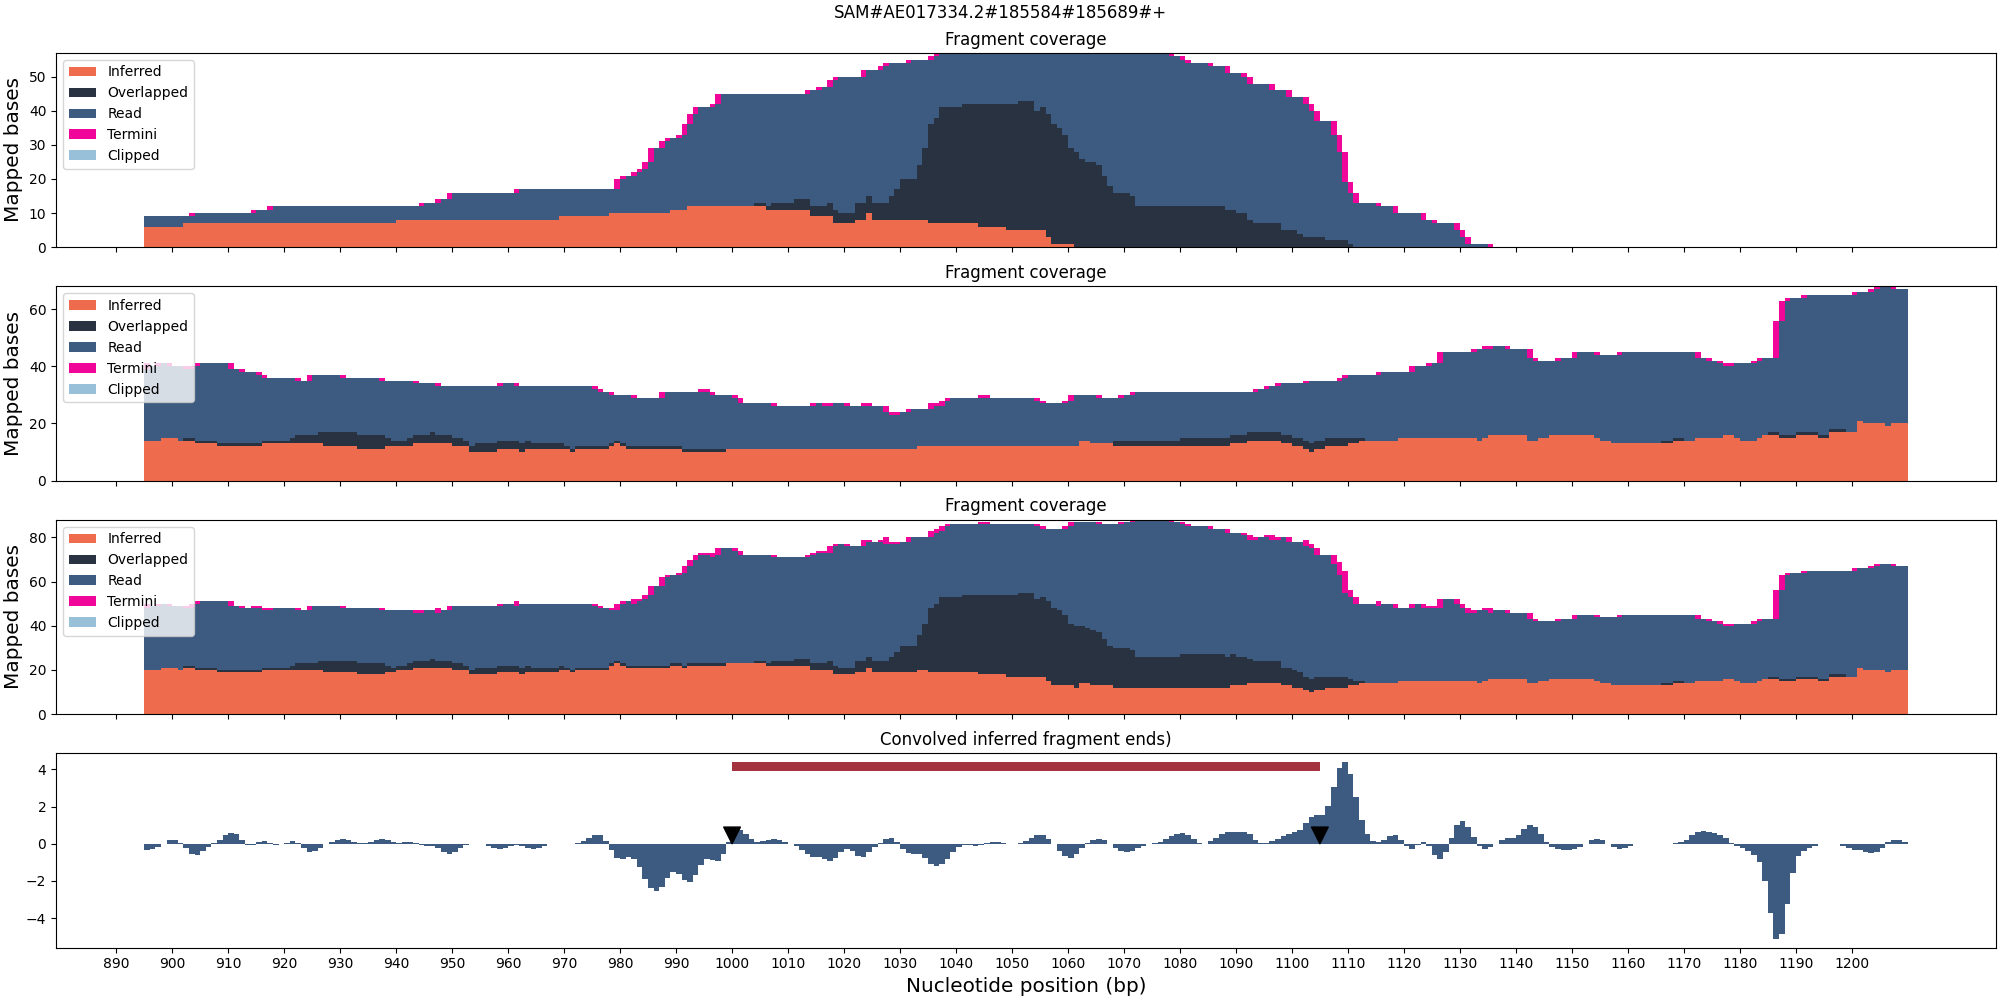 SAM#AE017334.2#185584#185689#+
Fragment coverage
Mapped bases
50
40
30
20
10
0
Inferred
Overlapped
Read
Termini
Clipped
Fragment coverage
Mapped bases
60
40
20
0
Inferred
Overlapped
Read
Termini
Clipped
Fragment coverage
Mapped bases
80
60
40
20
0
Inferred
Overlapped
Read
Termini
Clipped
Convolved inferred fragment ends)
4
2
0
−2
−4
890 900 910 920 930 940 950 960 970 980 990 1000 1010 1020 1030 1040 1050 1060 1070 1080 1090 1100 1110 1120 1130 1140 1150 1160 1170 1180 1190 1200
Nucleotide position (bp)